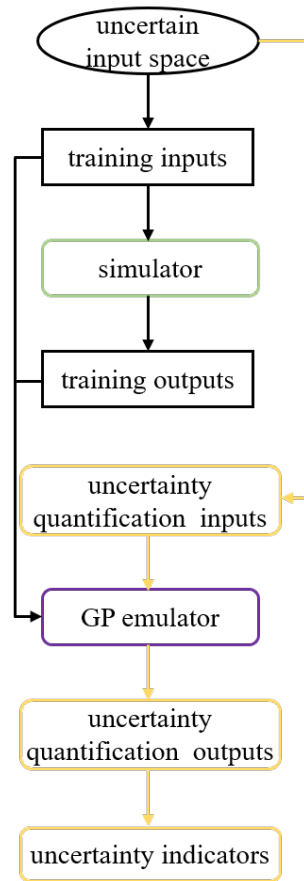 uncertain
input space
training inputs
simulator
training outputs
uncertainty
quantification inputs
GP emulator
uncertainty
quantification outputs
uncertainty indicators